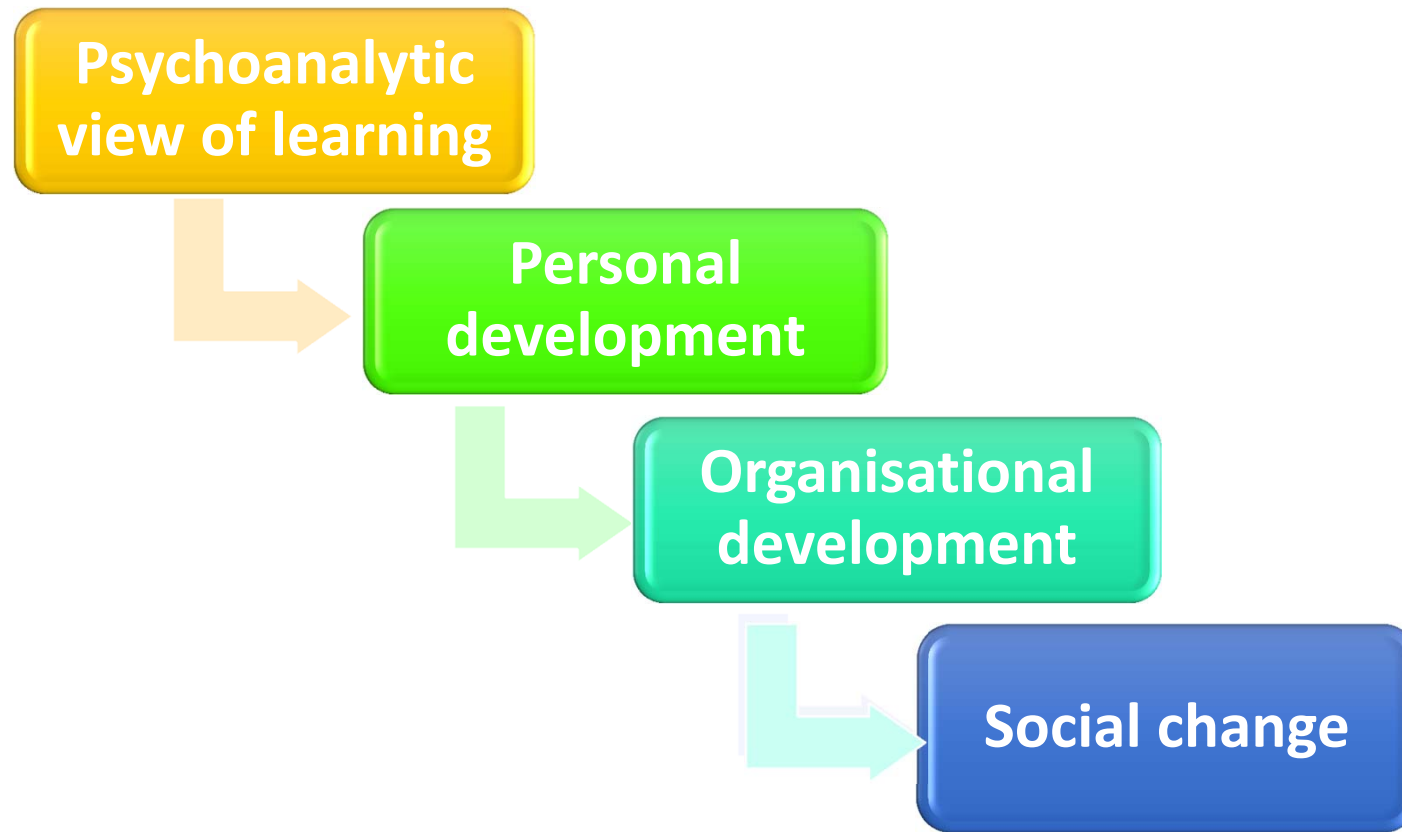 Psychoanalytic
view of learning
Personal
development
Organisational
development
Social change